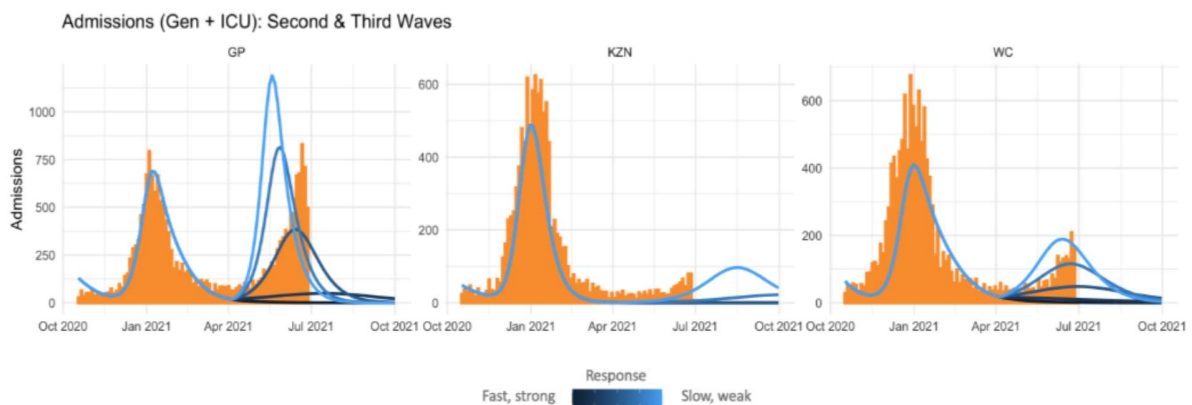 Admissions (Gen + ICU): Second & Third Waves
GP
KZN
WC
Admissions
1000
750
500
250
0
600
400
200
0
600
400
200
0
Oct 2020 Jan 2021 Apr 2021 Jul 2021 Oct 2021
Oct 2020 Jan 2021 Apr 2021 Jul 2021 Oct 2021
Oct 2020 Jan 2021 Apr 2021 Jul 2021 Oct 2021
Response
Fast, strong Slow, weak